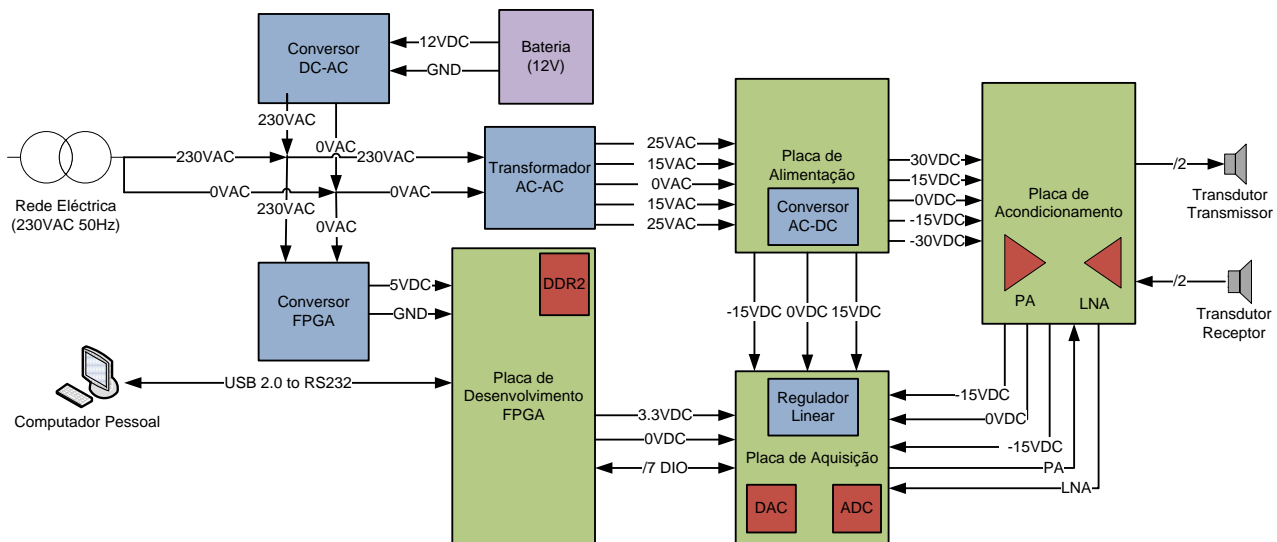 Conversor
DC-AC
12VDC
GND
Bateria
(12V)
230VAC
0VAC
230VAC
230VAC
0VAC
0VAC
Rede Eléctrica
(230VAC 50Hz)
230VAC
0VAC
Transformador
AC-AC
25VAC
15VAC
0VAC
15VAC
25VAC
Placa de
Alimentação
Conversor
AC-DC
30VDC
15VDC
0VDC
-15VDC
-30VDC
Placa de
Acondicionamento
PA
LNA
/2
Transdutor
Transmissor
/2
Transdutor
Receptor
Conversor
FPGA
5VDC
GND
DDR2
Placa de
Desenvolvimento
FPGA
Computador Pessoal
USB 2.0 to RS232
-15VDC
0VDC
15VDC
3.3VDC
0VDC
/7 DIO
Regulador
Linear
Placa de Aquisição
DAC
ADC
-15VDC
0VDC
-15VDC
PA
LNA